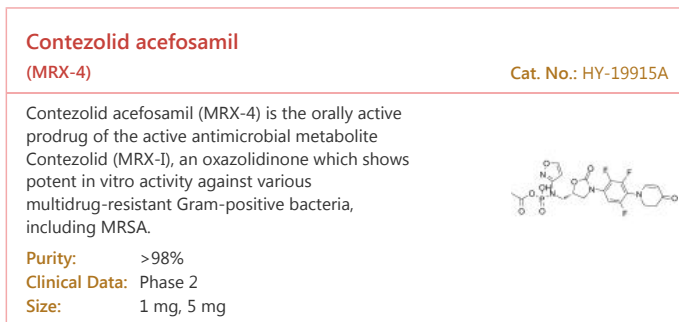 Contezolid acefosamil
(MRX-4)
Cat. No.: HY-19915A
Contezolid acefosamil (MRX-4) is the orally active
prodrug of the active antimicrobial metabolite
Contezolid (MRX-I), an oxazolidinone which shows
potent in vitro activity against various
multidrug-resistant Gram-positive bacteria,
including MRSA.
Purity: >98%
Clinical Data: Phase 2
Size: 1 mg, 5 mg